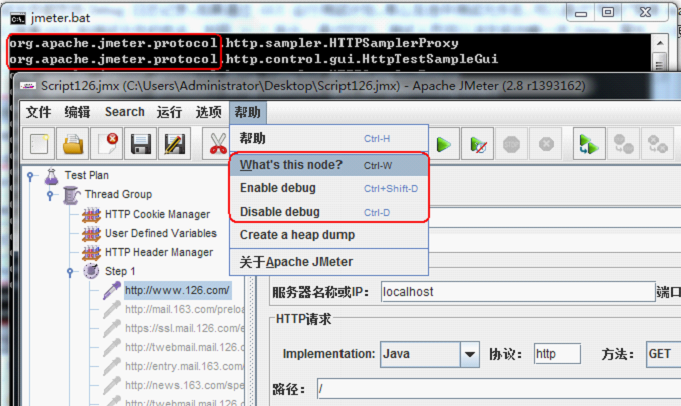 jmeter.bat
org.apache.jmeter.protocol.http.sampler.HTTPSamplerProxy
org.apache.jmeter.protocol.http.control.gui.HttpTestSampleGui
Script126.jmx (C:\Users\Administrator\Desktop\Script126.jmx) - Apache JMeter (2.8 r1393162)
文件 编辑 Search 运行 选项 帮助
帮助 Ctrl-H
What's this node? Ctrl-W
Enable debug Ctrl+Shift-D
Disable debug Ctrl-D
Create a heap dump
关于Apache JMeter
Test Plan
Thread Group
HTTP Cookie Manager
User Defined Variables
HTTP Header Manager
Step 1
http://www.126.com/
http://mail.163.com/preloa
https://ssl.mail.126.com/e
http://twebmail.mail.126.c
http://entry.mail.163.com/
http://news.163.com/spe
http://twebmail.mail.126.c
服务器名称或IP： localhost 端口
HTTP请求
Implementation: Java 协议： http 方法： GET
路径： /